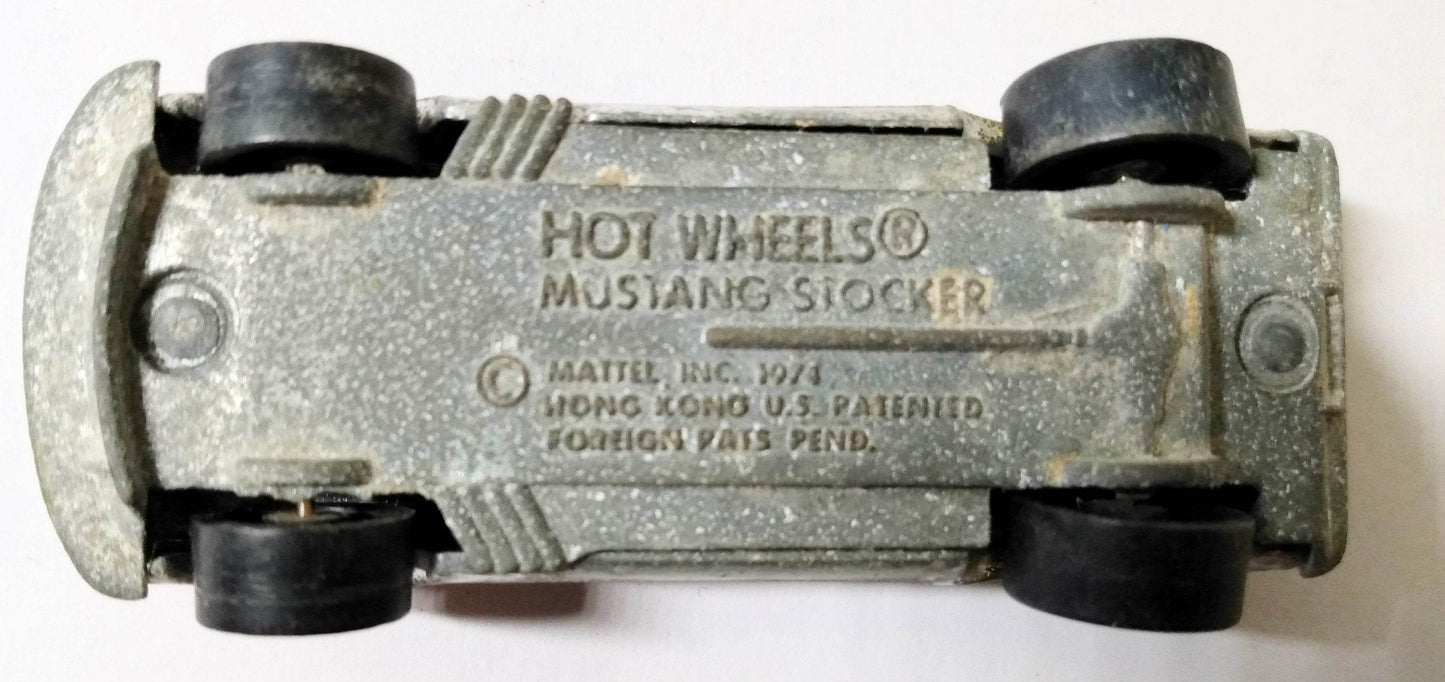 HOT WHEELS®
MUSTANG STOCKER
© MATTEL, INC. 1974
HONG KONG U.S. PATENTED
FOREIGN PATS PEND.